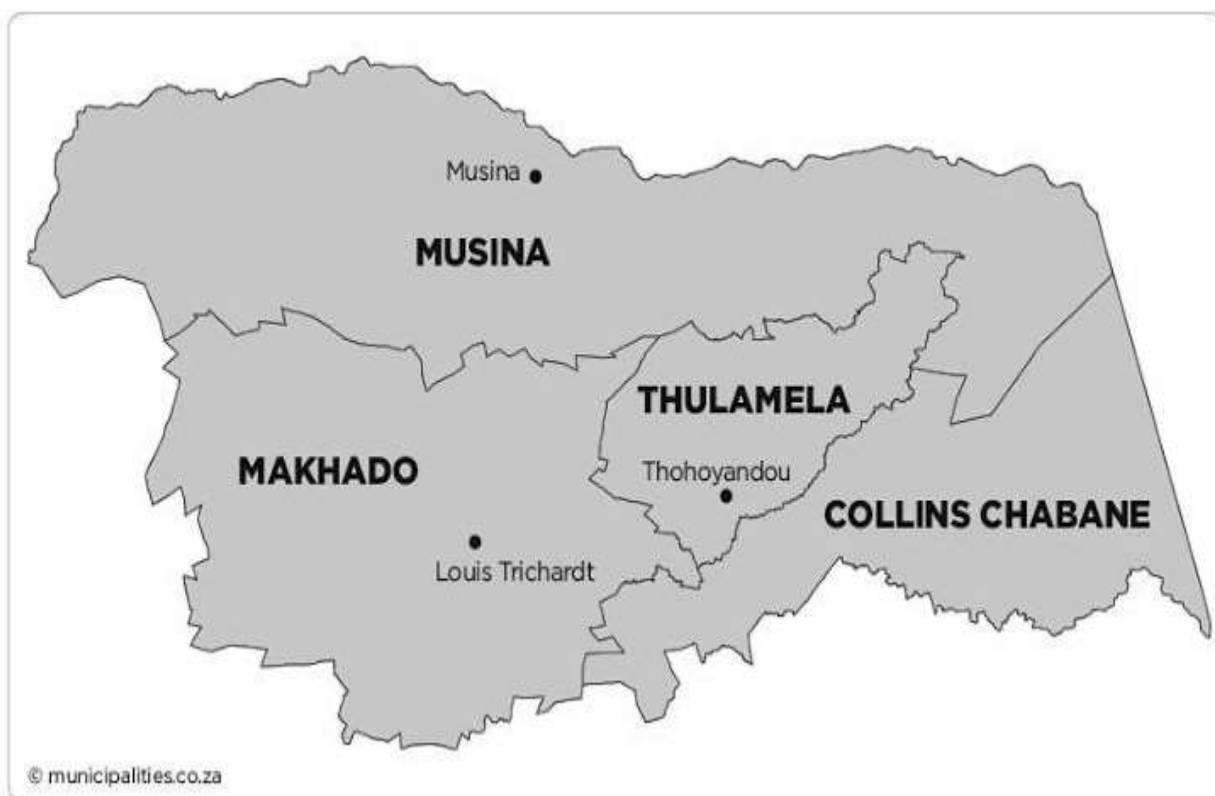 Musina
MUSINA
THULAMELA
MAKHADO
Thohoyandou
COLLINS CHABANE
Louis Trichardt
© municipalities.co.za